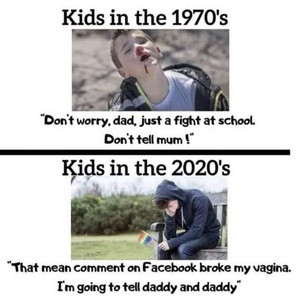 Kids in the 1970's
"Don't worry, dad, just a fight at school.
Don't tell mum !"
Kids in the 2020's
"That mean comment on Facebook broke my vagina.
I'm going to tell daddy and daddy"